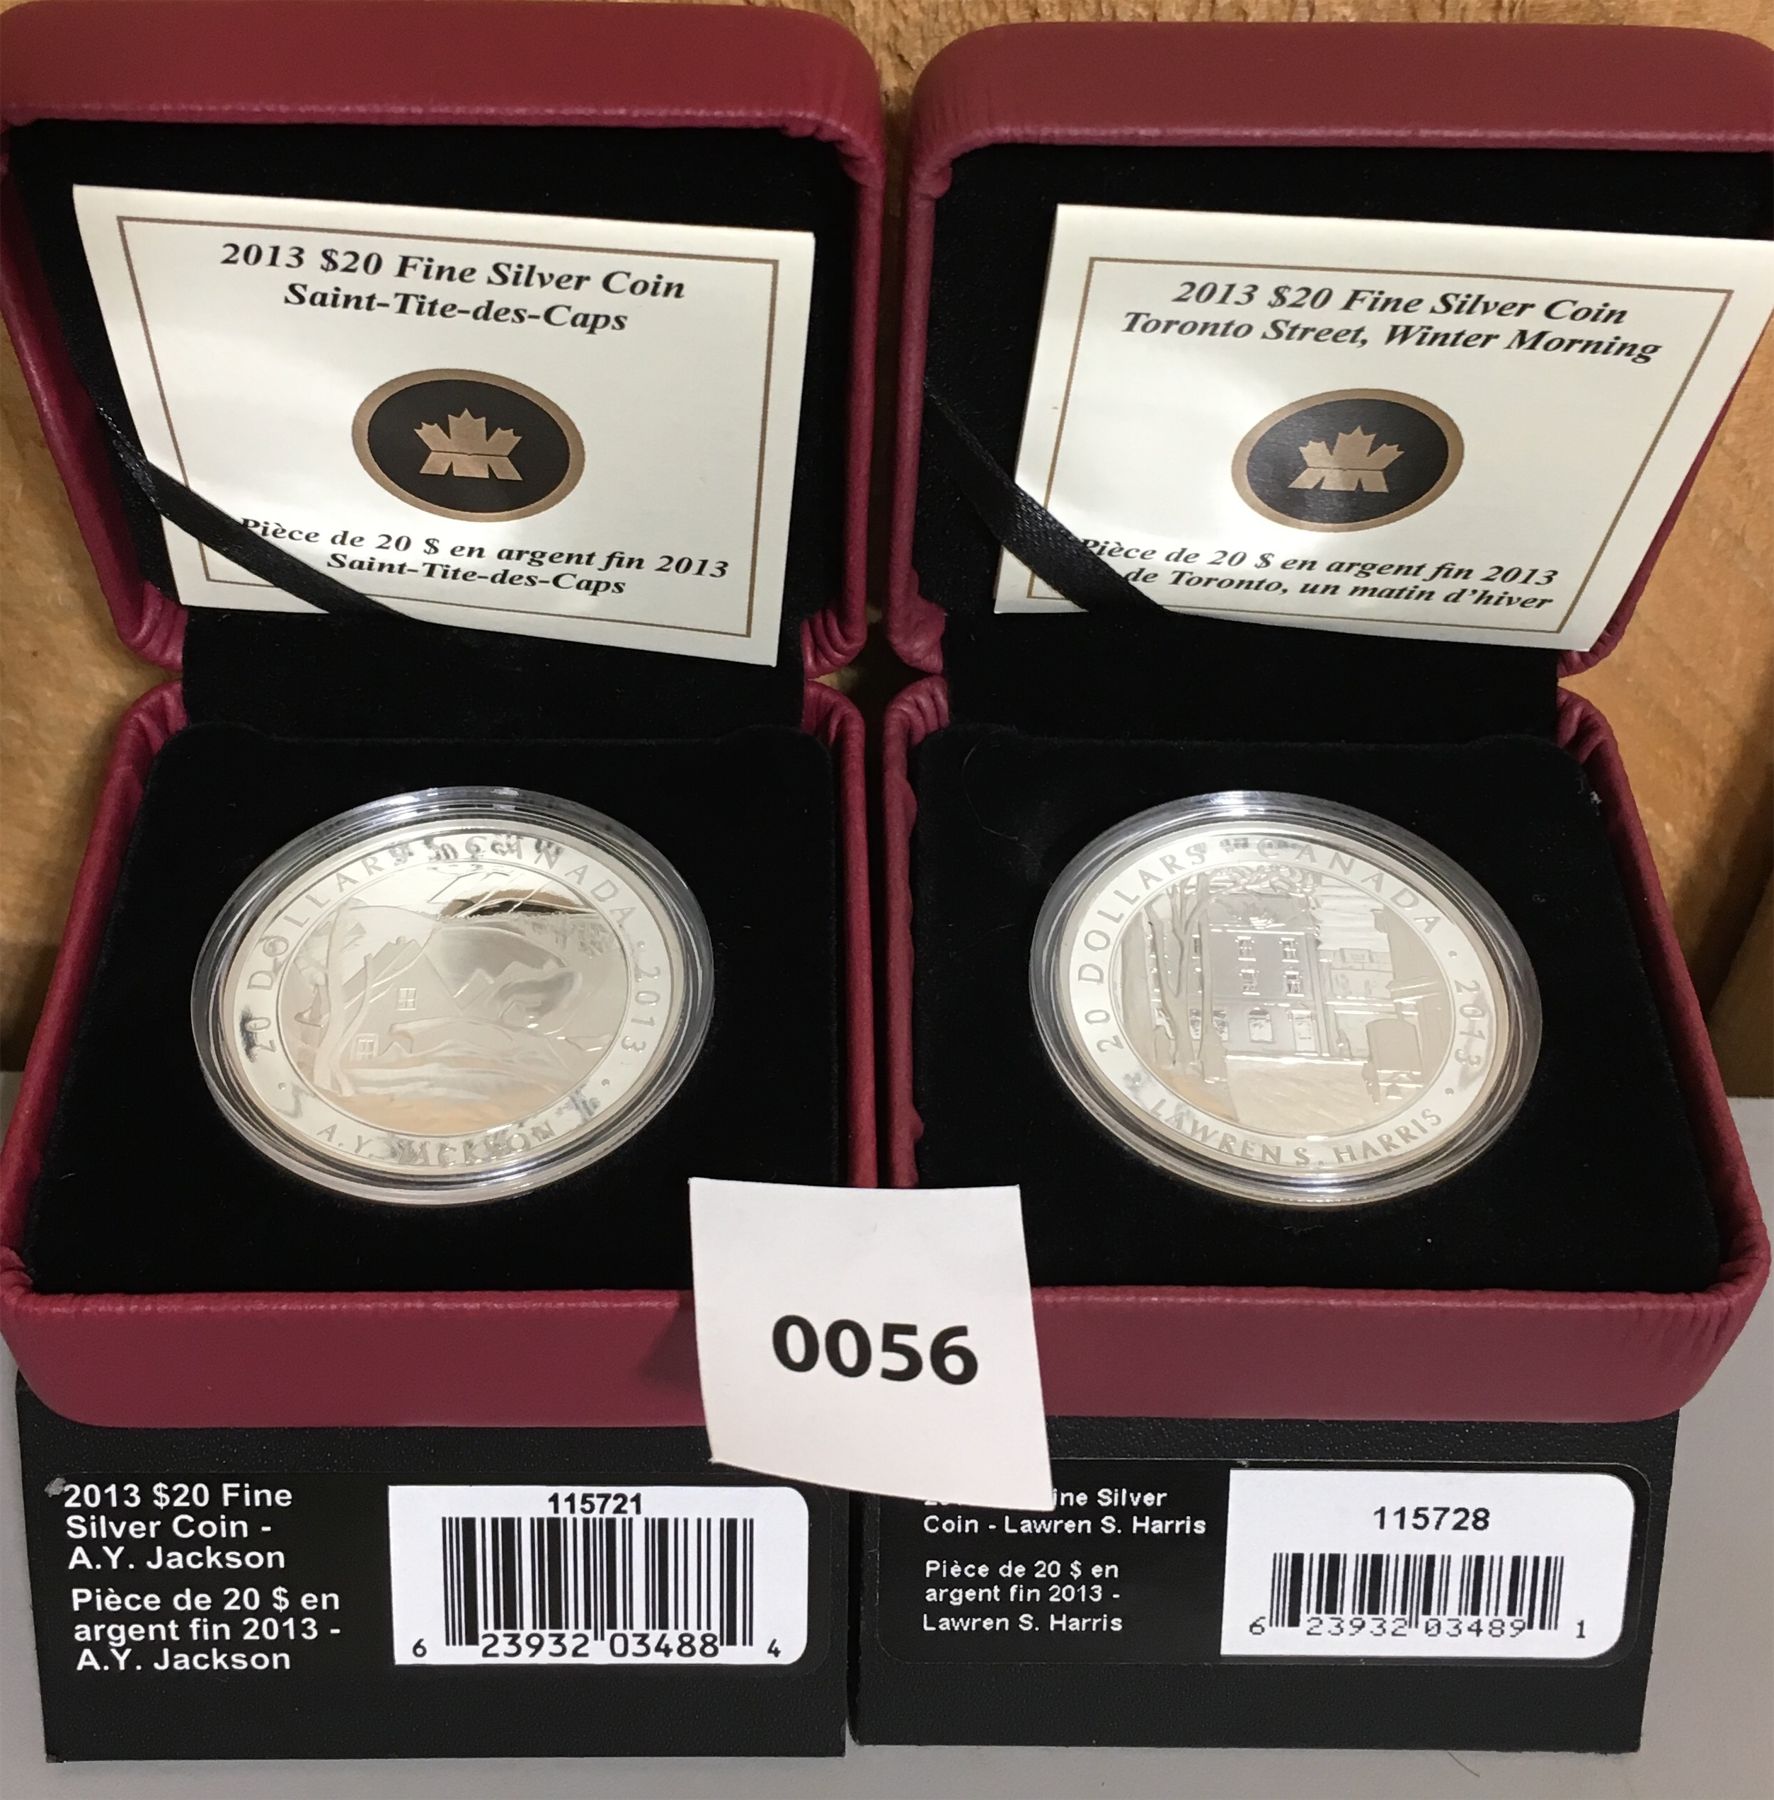 2013 $20 Fine Silver Coin
Saint-Tite-des-Caps
Pièce de 20 $ en argent fin 2013
Saint-Tite-des-Caps
2013 $20 Fine Silver Coin
Toronto Street, Winter Morning
Pièce de 20 $ en argent fin 2013
de Toronto, un matin d'hiver
20 DOLLARS • CANADA • 2013 •
A.Y. JACKSON
20 DOLLARS • CANADA • 2013 •
LAWREN S. HARRIS
0056
2013 $20 Fine
Silver Coin -
A.Y. Jackson
Pièce de 20 $ en
argent fin 2013 -
A.Y. Jackson
115721
6 23932 03488 4
Silver
Coin - Lawren S. Harris
Pièce de 20 $ en
argent fin 2013 -
Lawren S. Harris
115728
6 23932 03489 1